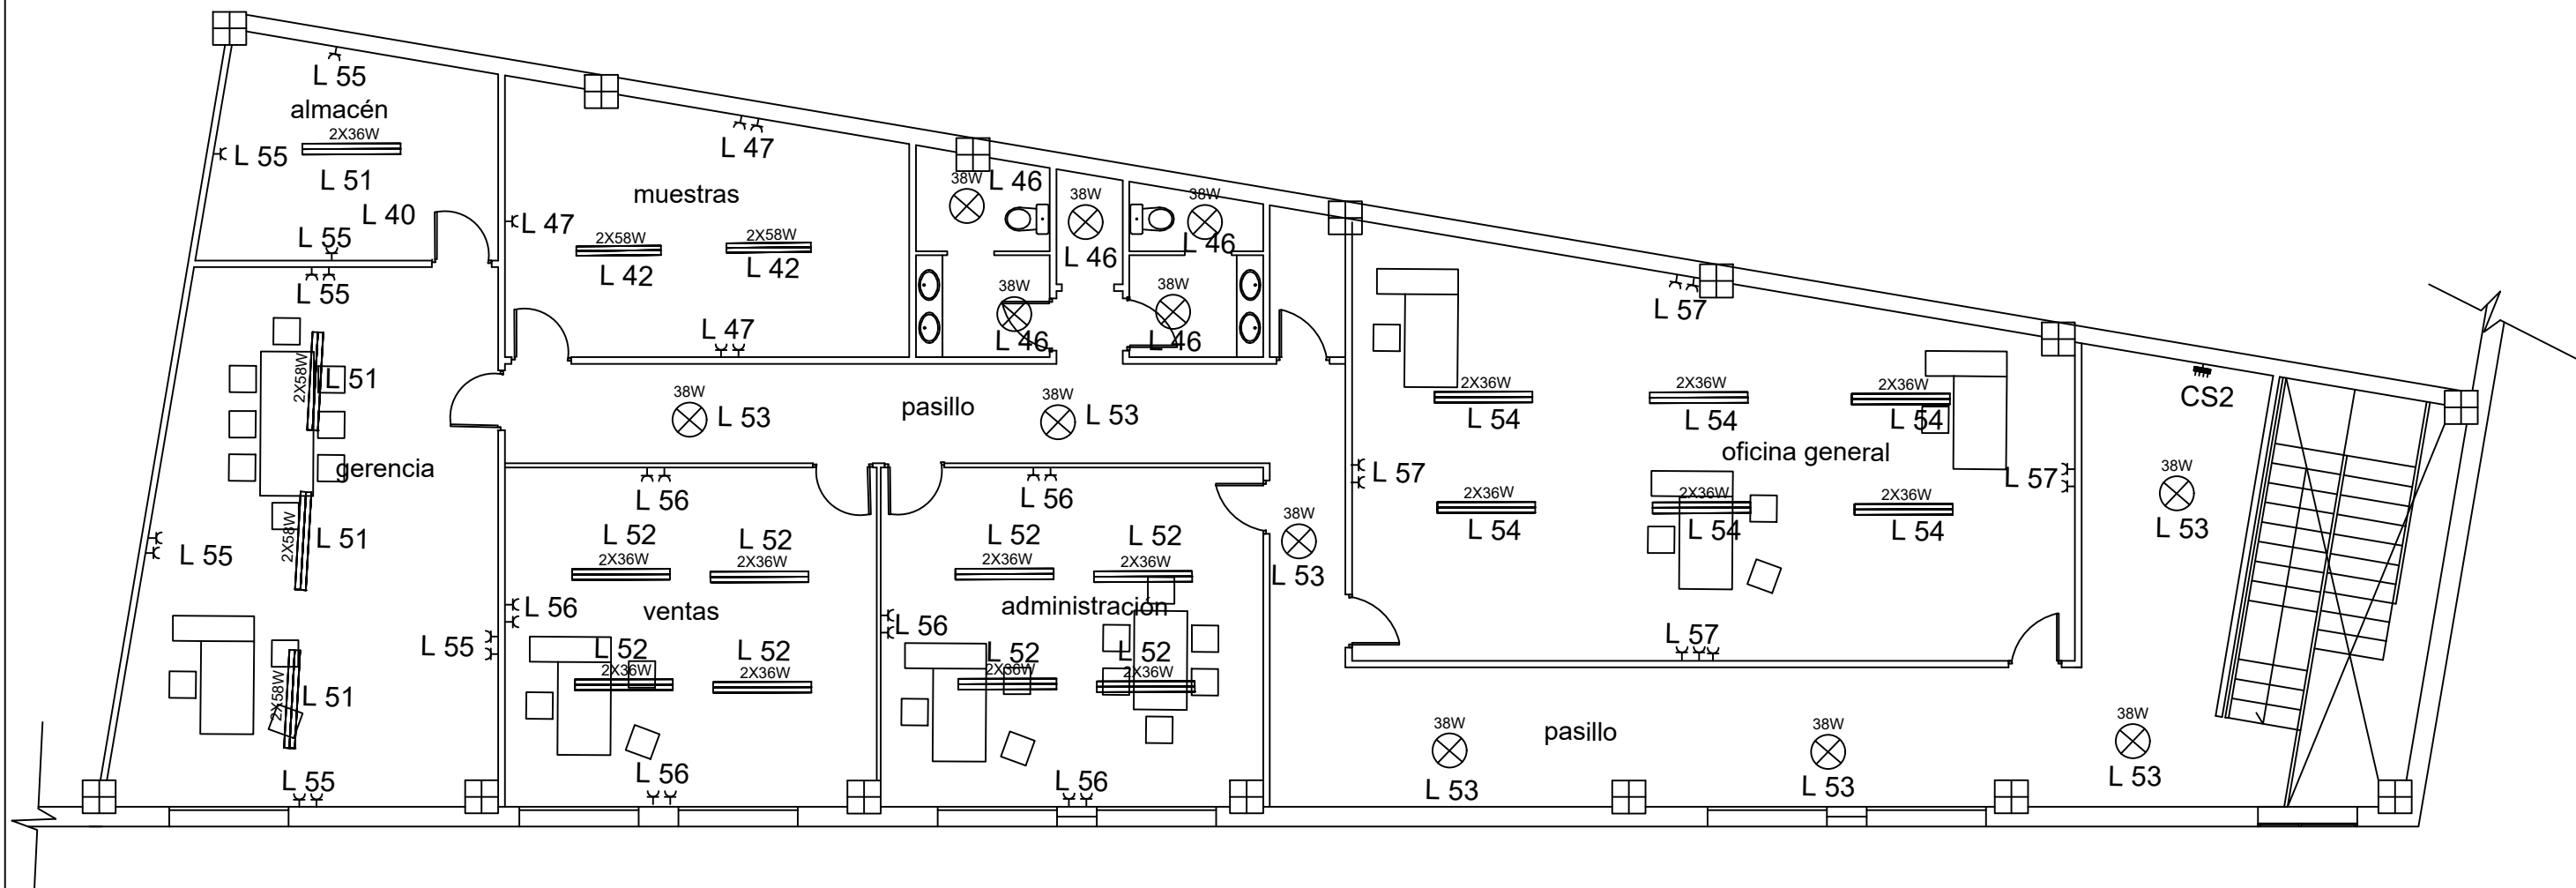 L 55
almacén
2X36W
L 55
L 51
L 40
L 55
L 55
2X58W
L 51
gerencia
2X58W
L 51
L 55
L 55
2X58W
L 51
L 55
L 47
muestras
L 47
2X58W
L 42
2X58W
L 42
L 47
38W
L 46
38W
L 46
38W
L 46
38W
L 46
38W
L 46
38W
L 53
pasillo
38W
L 53
L 56
L 52
2X36W
L 52
2X36W
L 56
ventas
L 52
2X36W
L 52
2X36W
L 56
L 56
L 52
2X36W
L 52
2X36W
administración
L 56
L 52
2X36W
L 52
2X36W
L 56
38W
L 53
L 57
2X36W
L 54
2X36W
L 54
2X36W
L 54
oficina general
L 57
L 57
2X36W
L 54
2X36W
L 54
2X36W
L 54
L 57
CS2
38W
L 53
pasillo
38W
L 53
38W
L 53
38W
L 53